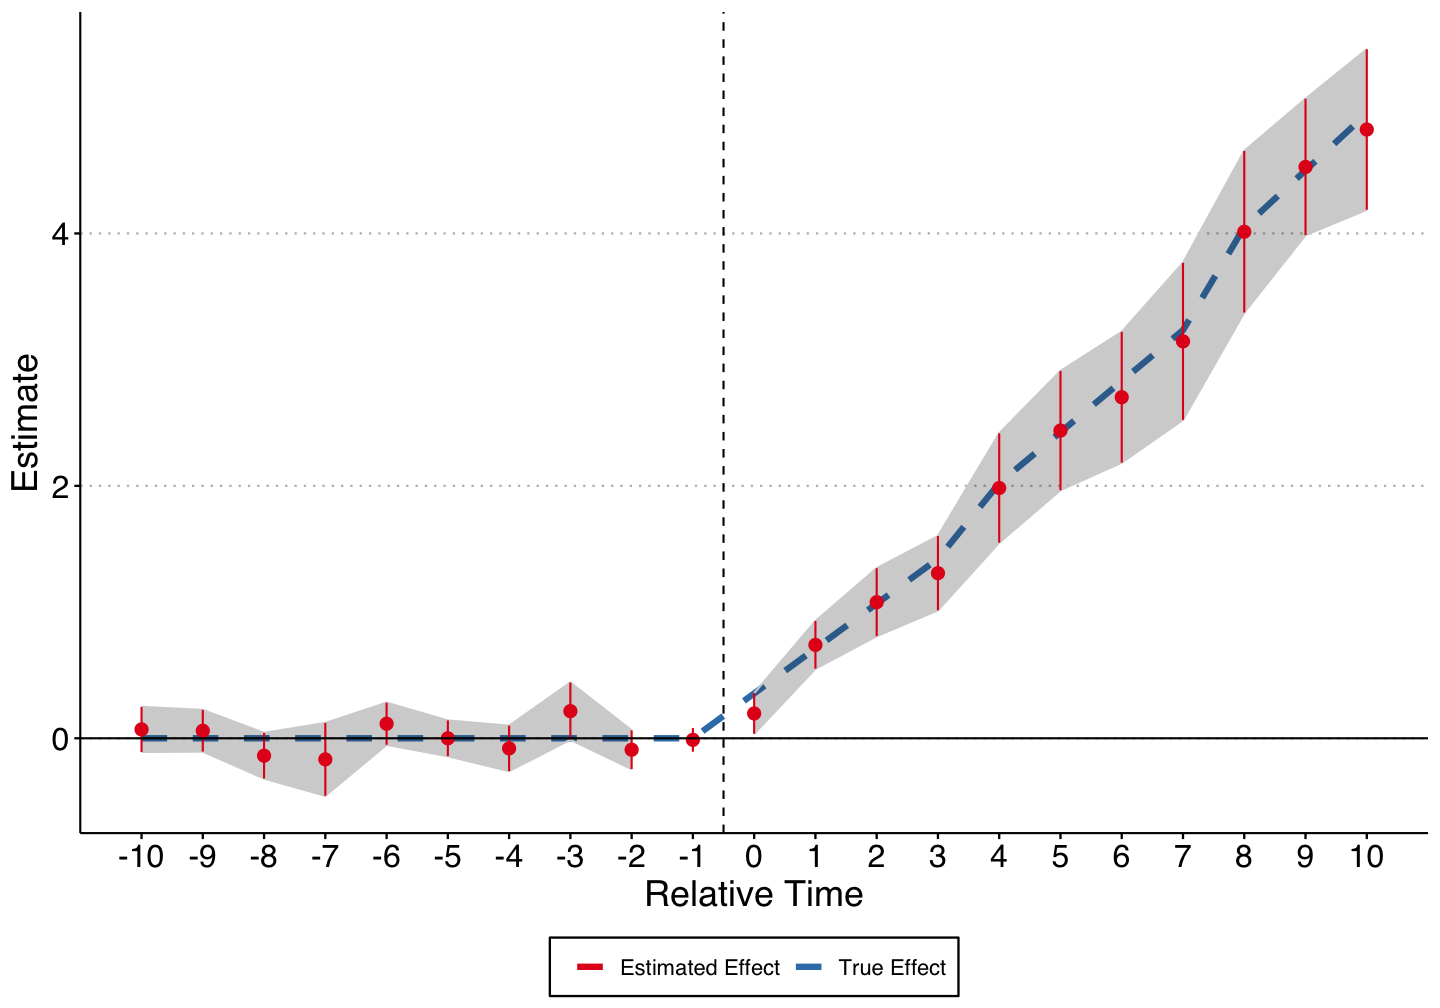 Estimate
4
2
0
-10 -9 -8 -7 -6 -5 -4 -3 -2 -1 0 1 2 3 4 5 6 7 8 9 10
Relative Time
Estimated Effect True Effect